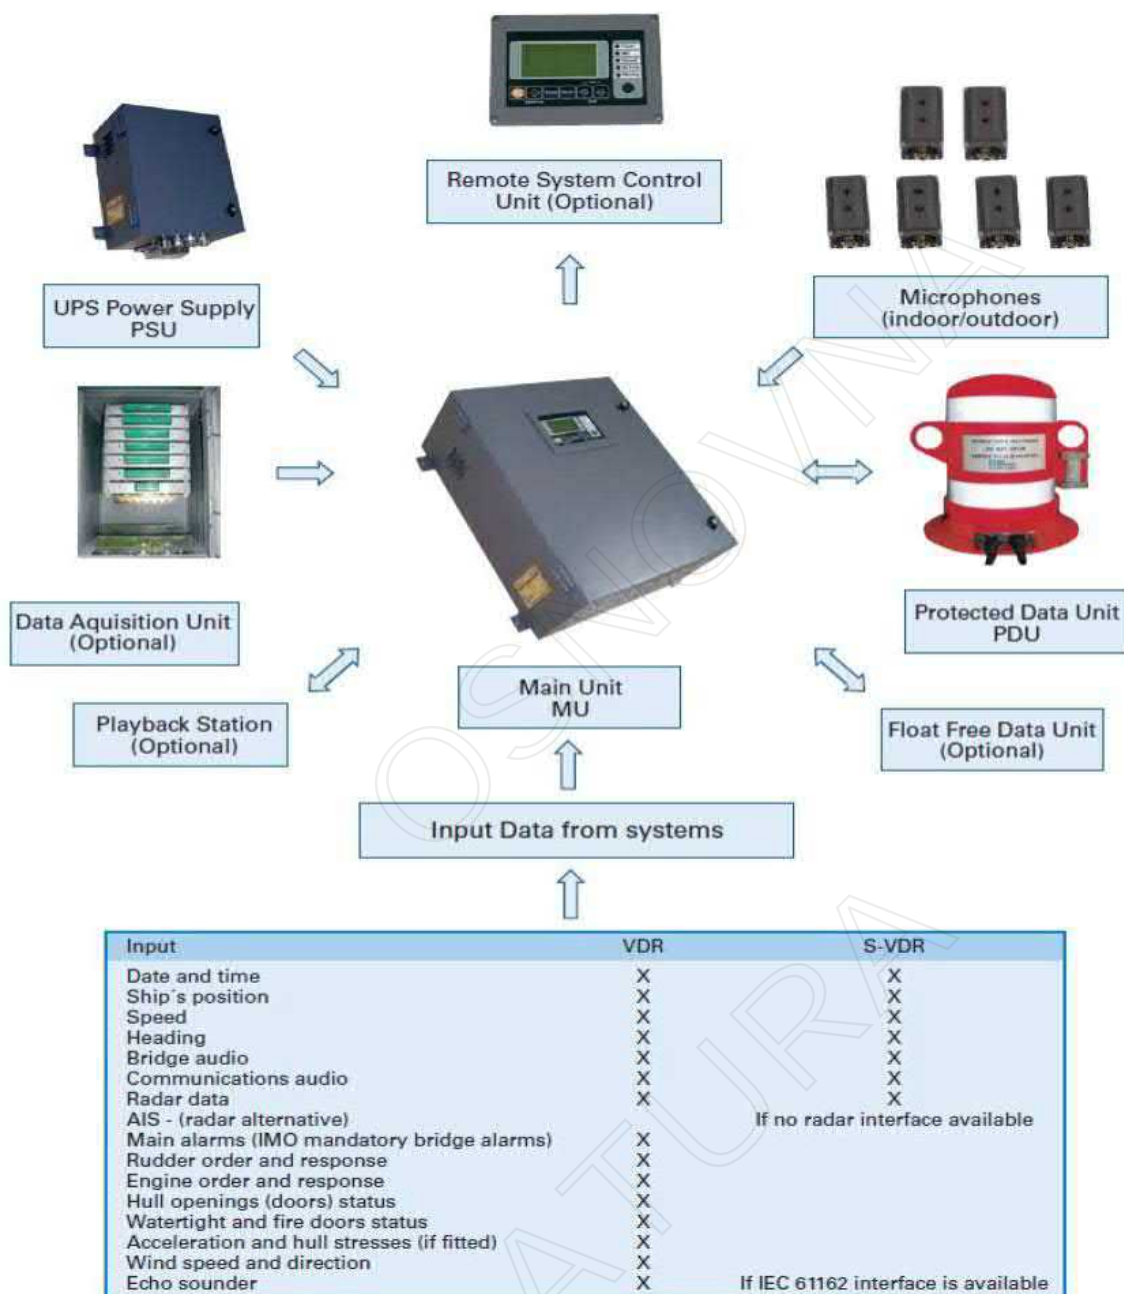 Remote System Control
Unit (Optional)
UPS Power Supply
PSU
Microphones
(indoor/outdoor)
Data Aquisition Unit
(Optional)
Protected Data Unit
PDU
Main Unit
MU
Playback Station
(Optional)
Float Free Data Unit
(Optional)
Input Data from systems
Input VDR S-VDR
Date and time X X
Ship´s position X X
Speed X X
Heading X X
Bridge audio X X
Communications audio X X
Radar data X X
AIS - (radar alternative) If no radar interface available
Main alarms (IMO mandatory bridge alarms) X
Rudder order and response X
Engine order and response X
Hull openings (doors) status X
Watertight and fire doors status X
Acceleration and hull stresses (if fitted) X
Wind speed and direction X
Echo sounder X If IEC 61162 interface is available
OSNOVNA
ATURA